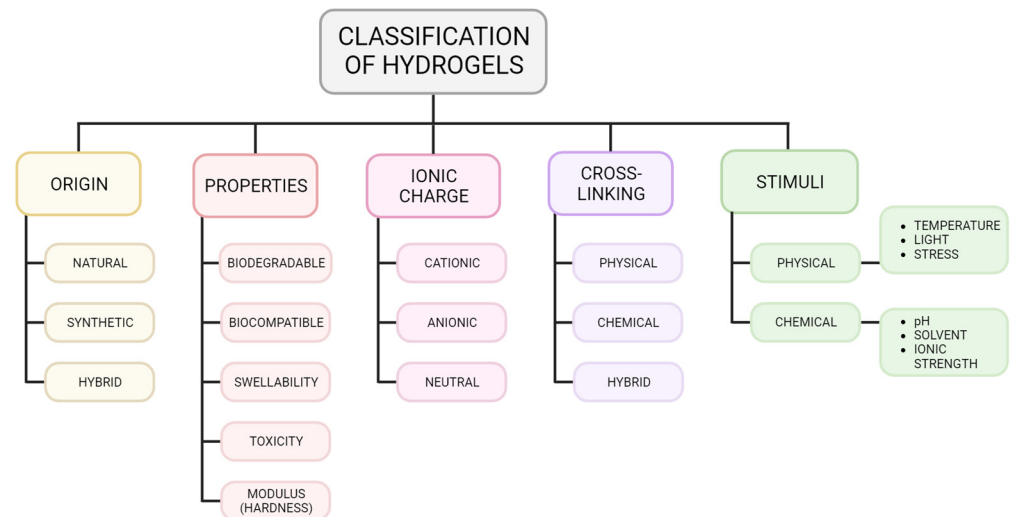 CLASSIFICATION
OF HYDROGELS
ORIGIN
NATURAL
SYNTHETIC
HYBRID
PROPERTIES
BIODEGRADABLE
BIOCOMPATIBLE
SWELLABILITY
TOXICITY
MODULUS
(HARDNESS)
IONIC
CHARGE
CATIONIC
ANIONIC
NEUTRAL
CROSS-
LINKING
PHYSICAL
CHEMICAL
HYBRID
STIMULI
PHYSICAL
• TEMPERATURE
• LIGHT
• STRESS
CHEMICAL
• pH
• SOLVENT
• IONIC
STRENGTH